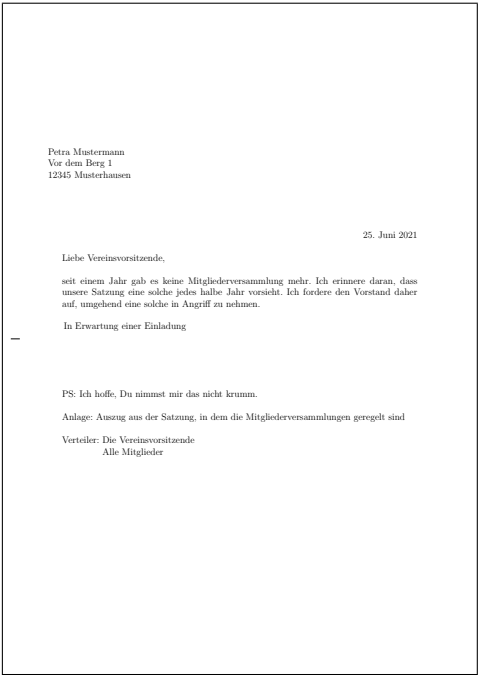 Petra Mustermann
Vor dem Berg 1
12345 Musterhausen
25. Juni 2021
Liebe Vereinsvorsitzende,
seit einem Jahr gab es keine Mitgliederversammlung mehr. Ich erinnere daran, dass
unsere Satzung eine solche jedes halbe Jahr vorsieht. Ich fordere den Vorstand daher
auf, umgehend eine solche in Angriff zu nehmen.
In Erwartung einer Einladung
PS: Ich hoffe, Du nimmst mir das nicht krumm.
Anlage: Auszug aus der Satzung, in dem die Mitgliederversammlungen geregelt sind
Verteiler: Die Vereinsvorsitzende
Alle Mitglieder